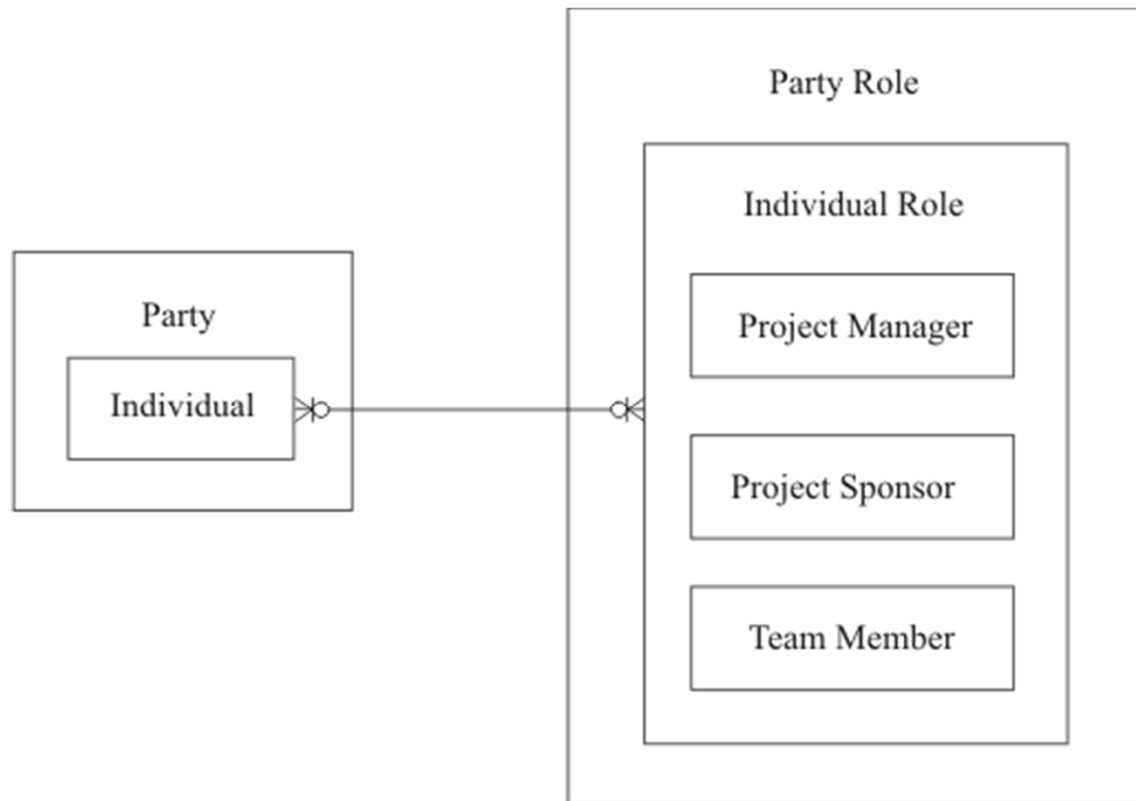 Party Role
Individual Role
Party
Individual
Project Manager
Project Sponsor
Team Member